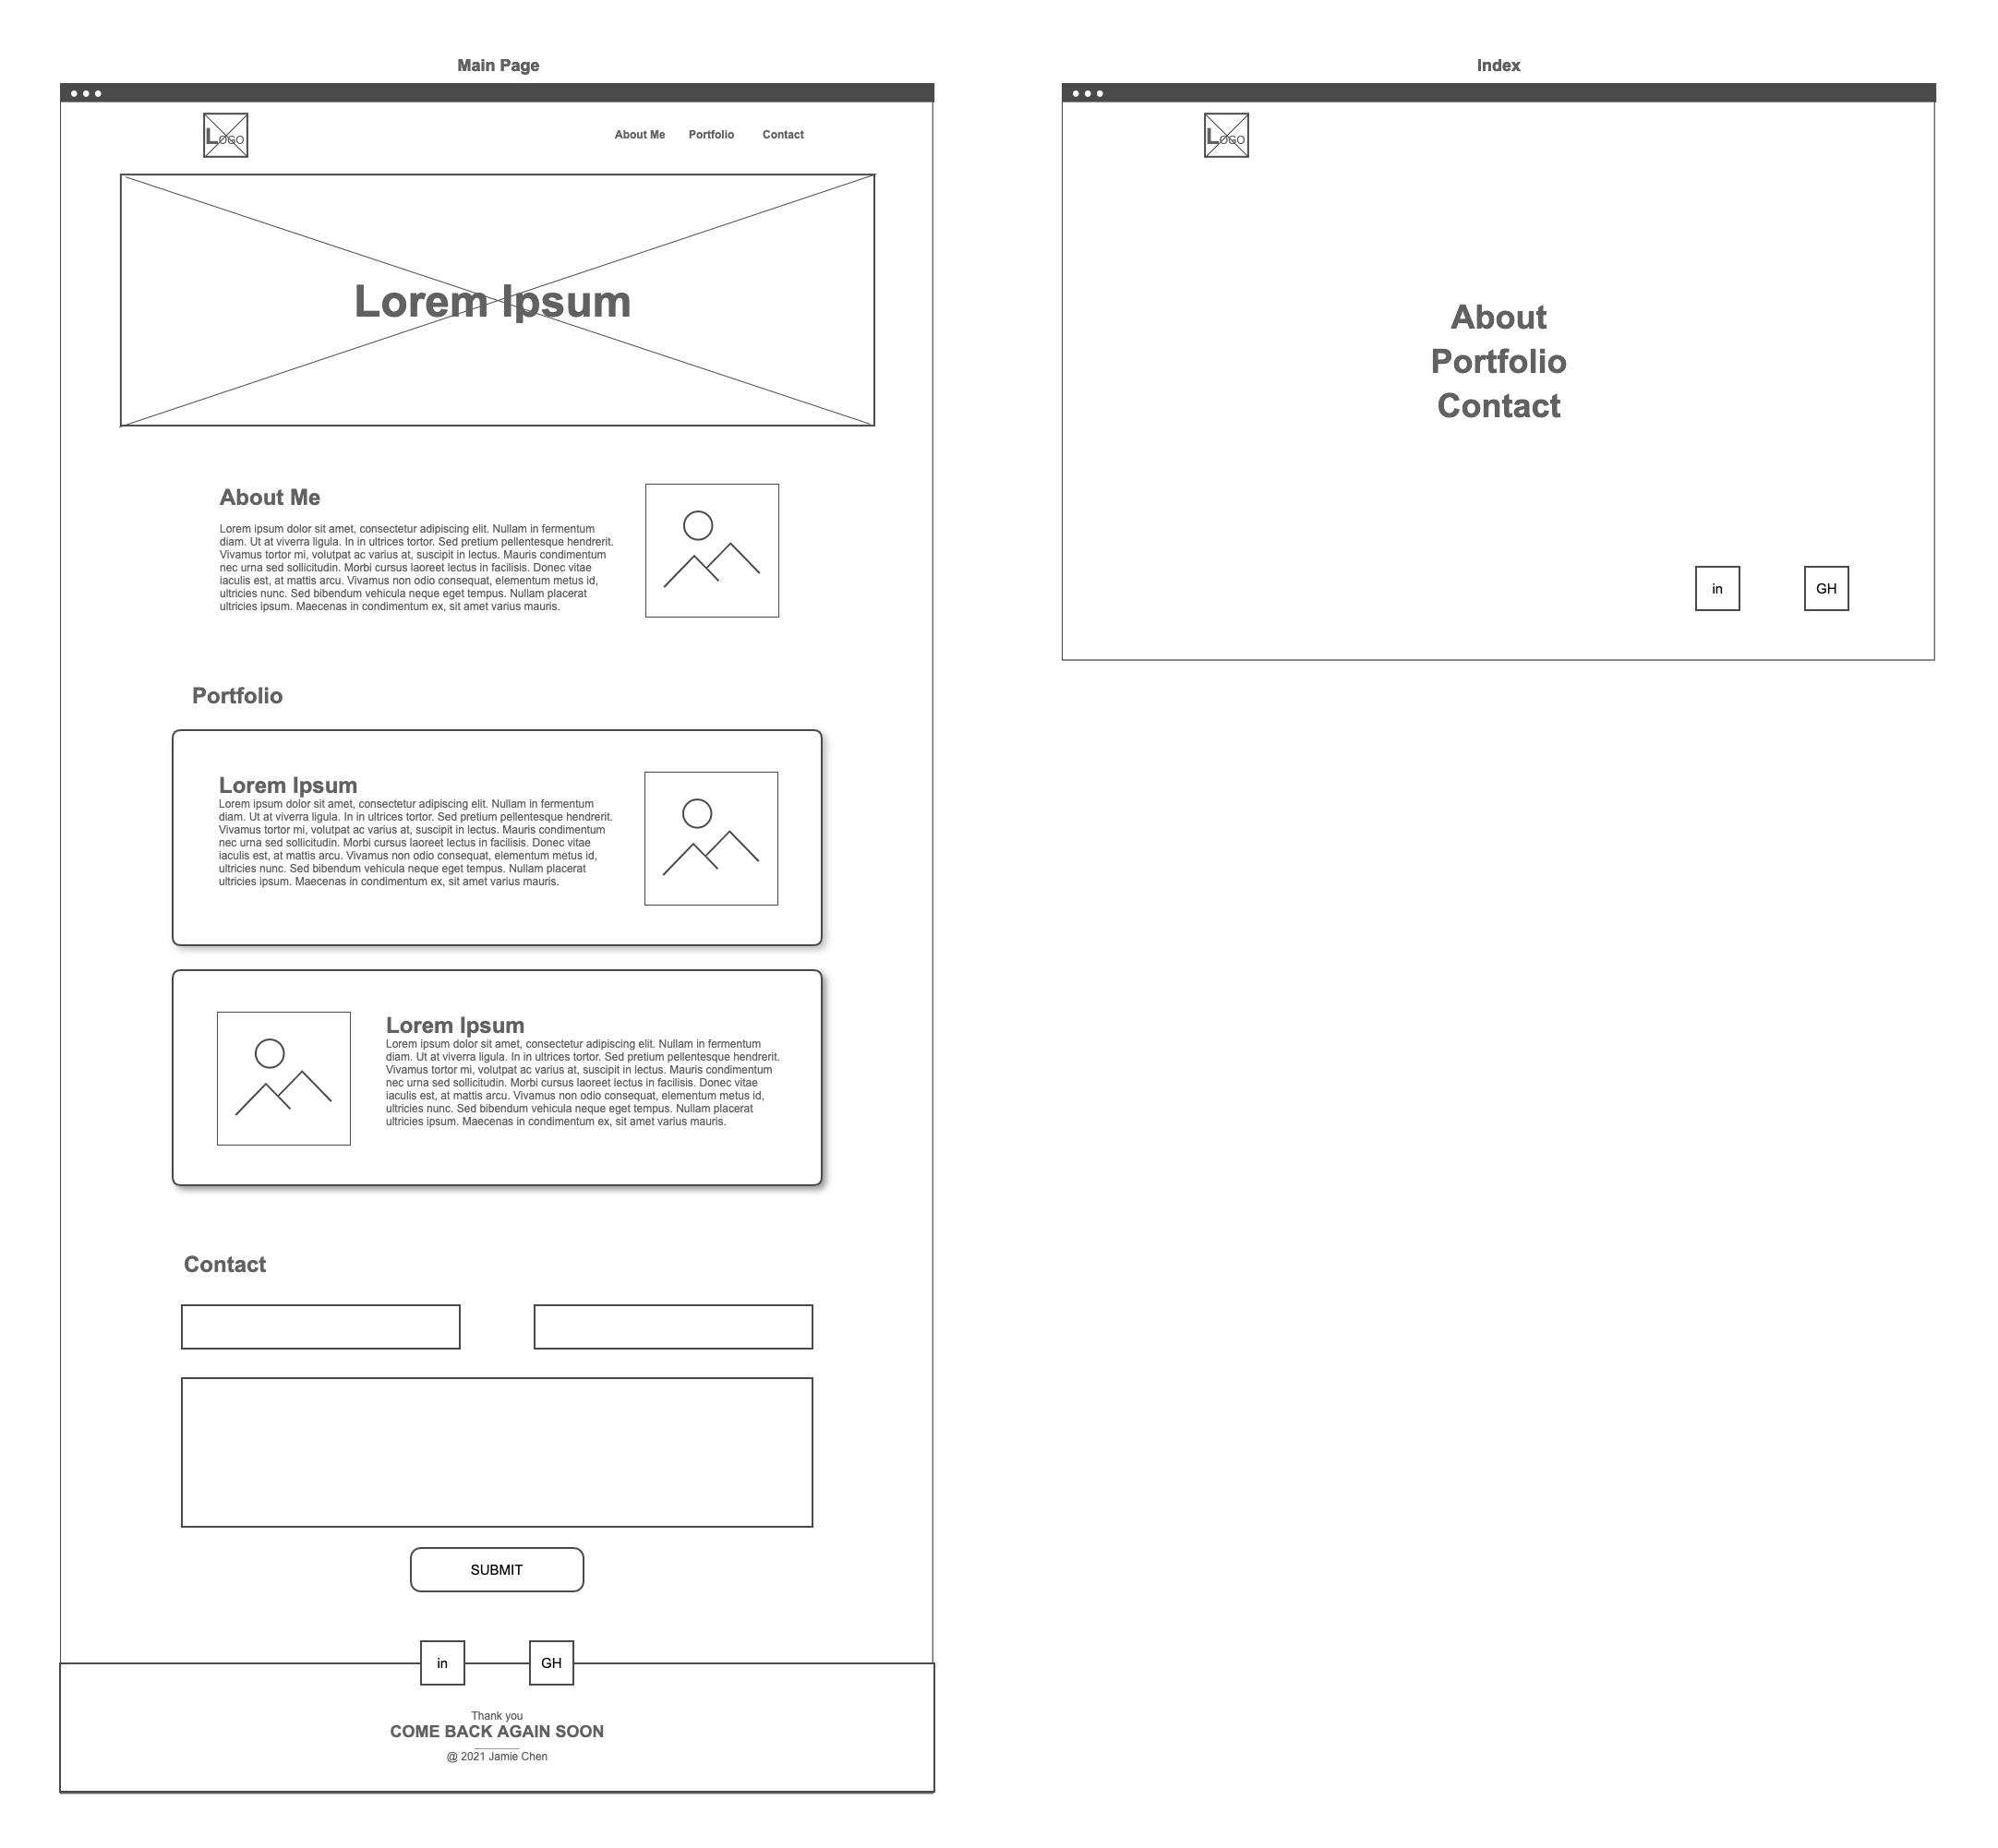 Main Page
LOGO
About Me Portfolio Contact
Lorem Ipsum
About Me
Lorem ipsum dolor sit amet, consectetur adipiscing elit. Nullam in fermentum
diam. Ut at viverra ligula. In in ultrices tortor. Sed pretium pellentesque hendrerit.
Vivamus tortor mi, volutpat ac varius at, suscipit in lectus. Mauris condimentum
nec urna sed sollicitudin. Morbi cursus laoreet lectus in facilisis. Donec vitae
iaculis est, at mattis arcu. Vivamus non odio consequat, elementum metus id,
ultricies nunc. Sed bibendum vehicula neque eget tempus. Nullam placerat
ultricies ipsum. Maecenas in condimentum ex, sit amet varius mauris.
Portfolio
Lorem Ipsum
Lorem ipsum dolor sit amet, consectetur adipiscing elit. Nullam in fermentum
diam. Ut at viverra ligula. In in ultrices tortor. Sed pretium pellentesque hendrerit.
Vivamus tortor mi, volutpat ac varius at, suscipit in lectus. Mauris condimentum
nec urna sed sollicitudin. Morbi cursus laoreet lectus in facilisis. Donec vitae
iaculis est, at mattis arcu. Vivamus non odio consequat, elementum metus id,
ultricies nunc. Sed bibendum vehicula neque eget tempus. Nullam placerat
ultricies ipsum. Maecenas in condimentum ex, sit amet varius mauris.
Lorem Ipsum
Lorem ipsum dolor sit amet, consectetur adipiscing elit. Nullam in fermentum
diam. Ut at viverra ligula. In in ultrices tortor. Sed pretium pellentesque hendrerit.
Vivamus tortor mi, volutpat ac varius at, suscipit in lectus. Mauris condimentum
nec urna sed sollicitudin. Morbi cursus laoreet lectus in facilisis. Donec vitae
iaculis est, at mattis arcu. Vivamus non odio consequat, elementum metus id,
ultricies nunc. Sed bibendum vehicula neque eget tempus. Nullam placerat
ultricies ipsum. Maecenas in condimentum ex, sit amet varius mauris.
Contact
SUBMIT
in GH
Thank you
COME BACK AGAIN SOON
@ 2021 Jamie Chen
Index
LOGO
About
Portfolio
Contact
in GH